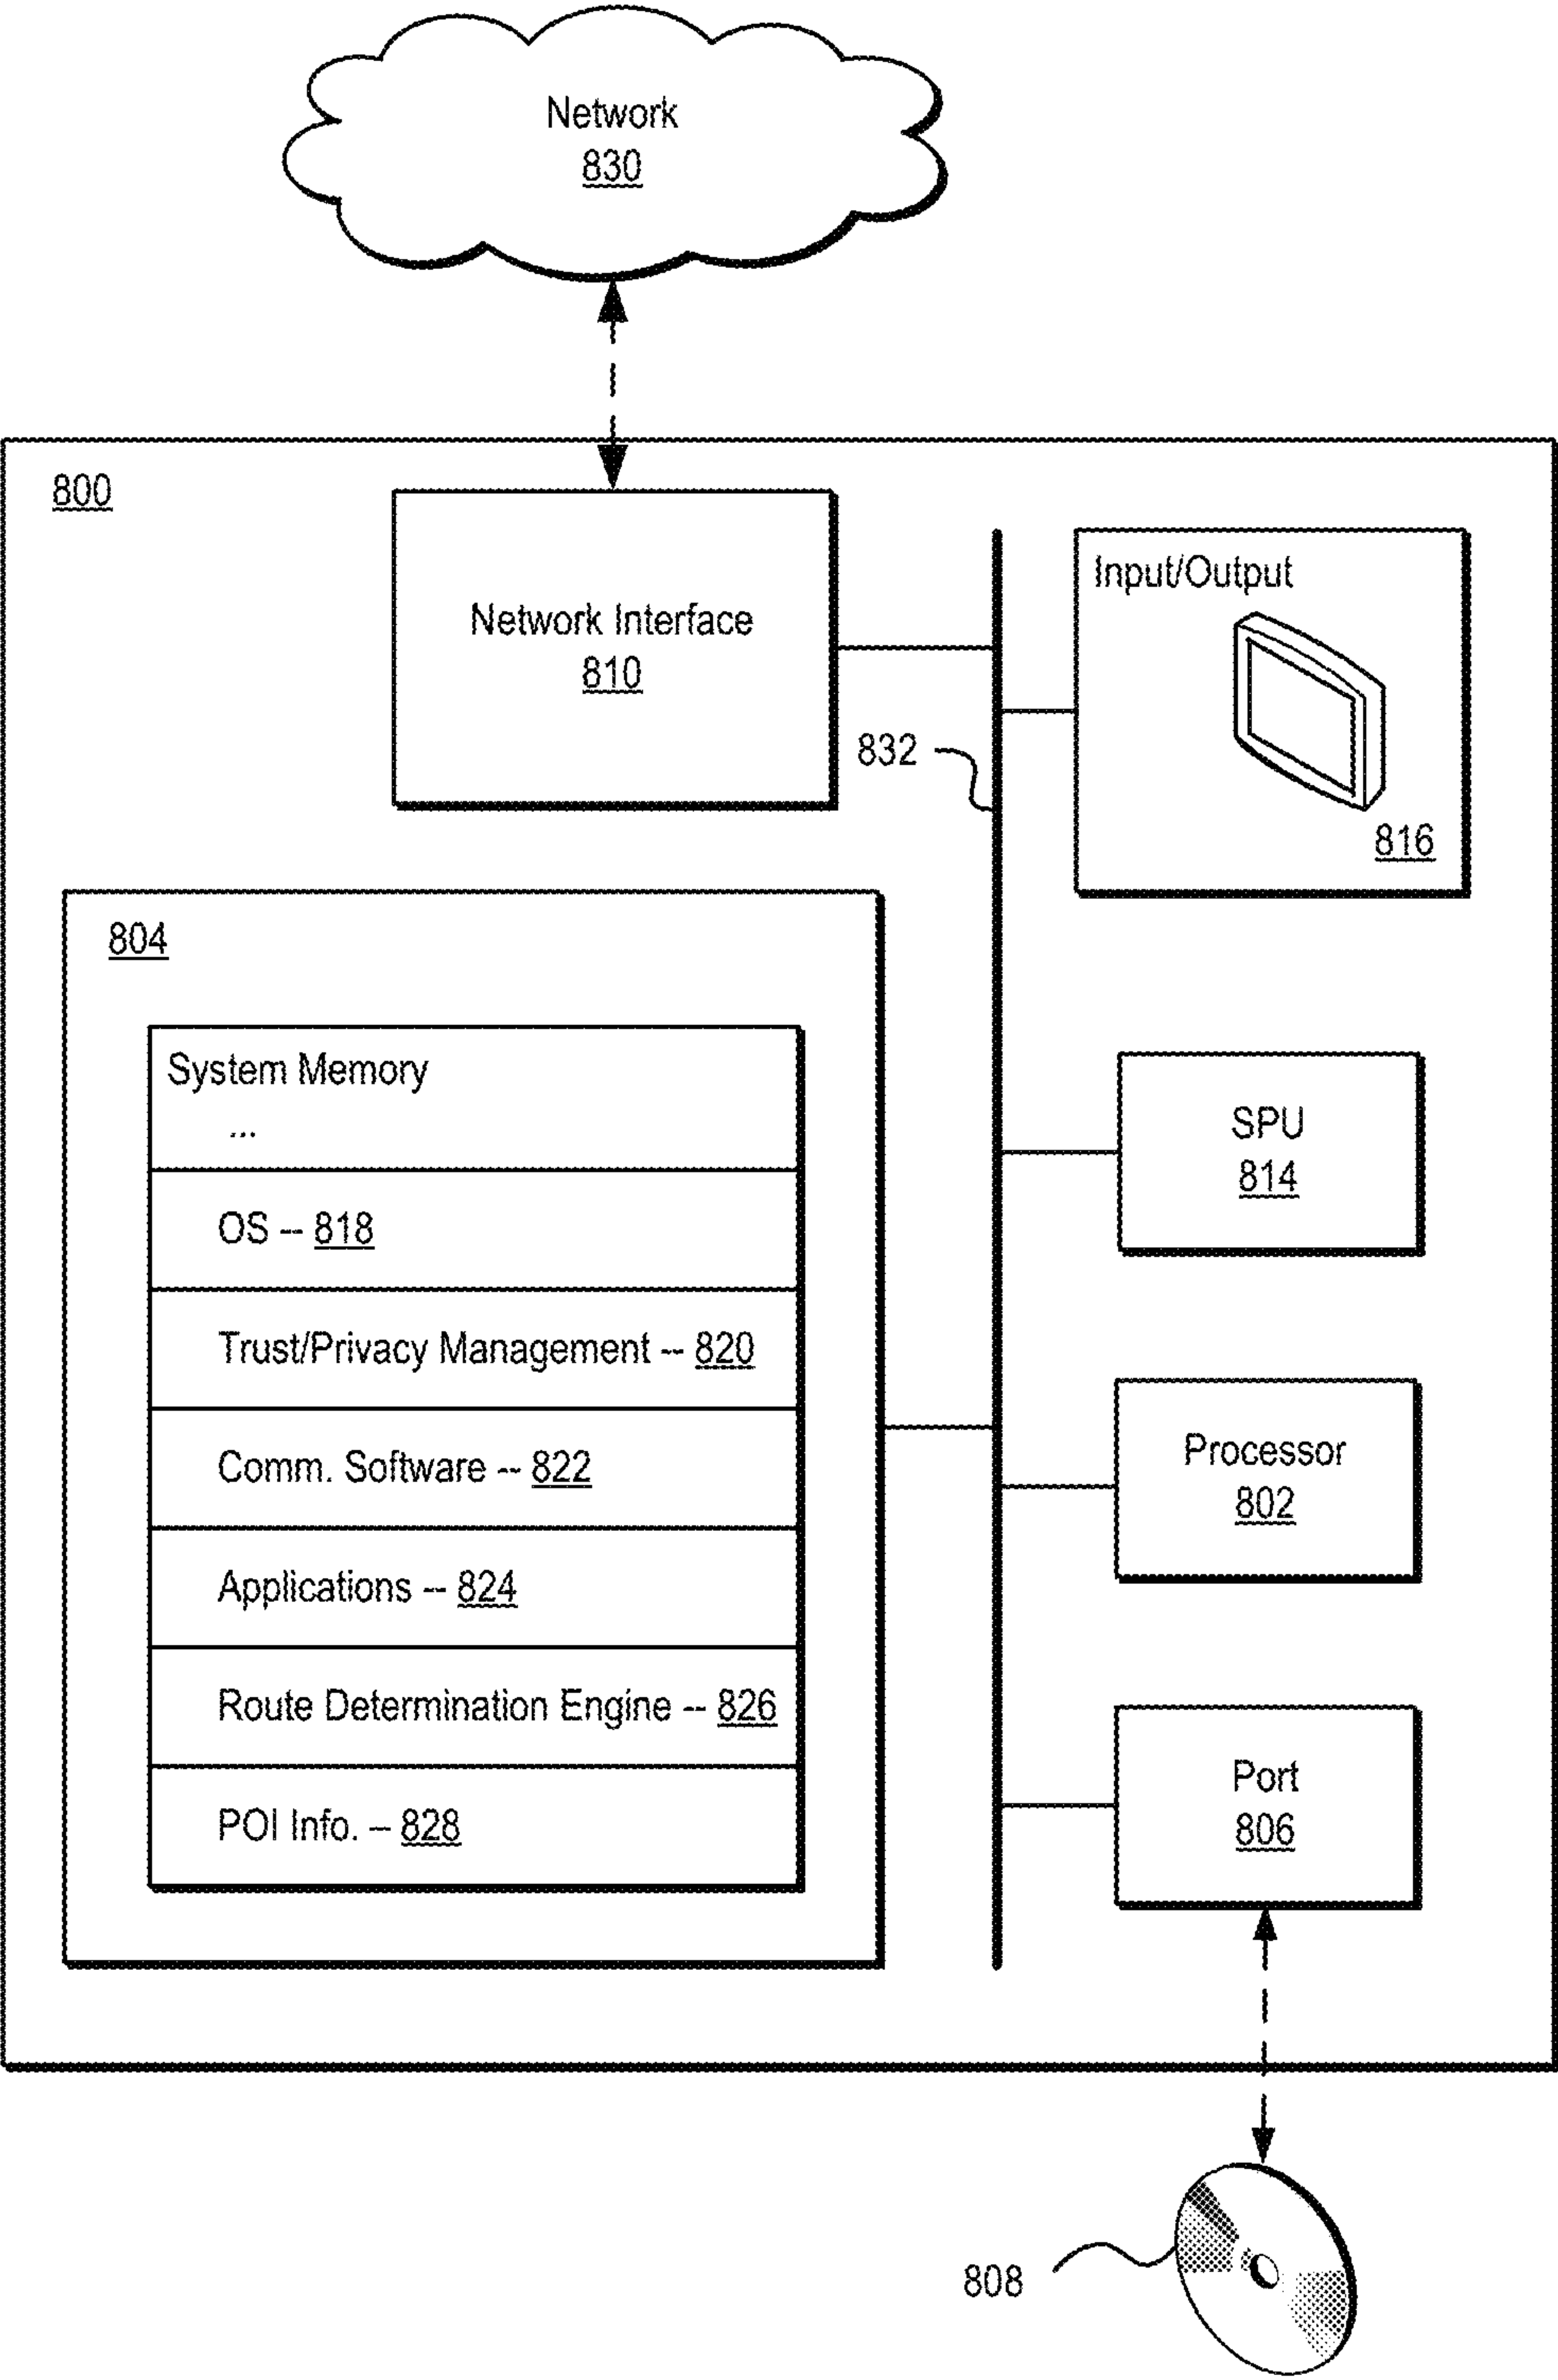 Network
830
800
Network Interface
810
Input/Output
816
832
804
System Memory
...
OS -- 818
Trust/Privacy Management -- 820
Comm. Software -- 822
Applications -- 824
Route Determination Engine -- 826
POI Info. – 828
SPU
814
Processor
802
Port
806
808